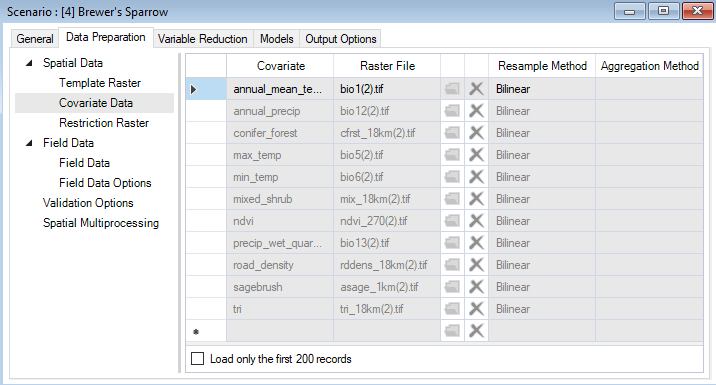 Scenario : [4] Brewer's Sparrow
General Data Preparation Variable Reduction Models Output Options
Spatial Data
Template Raster
Covariate Data
Restriction Raster
Field Data
Field Data
Field Data Options
Validation Options
Spatial Multiprocessing
Covariate Raster File Resample Method Aggregation Method
annual_mean_te... bio1(2).tif Bilinear
annual_precip bio12(2).tif Bilinear
conifer_forest cfrst_18km(2).tif Bilinear
max_temp bio5(2).tif Bilinear
min_temp bio6(2).tif Bilinear
mixed_shrub mix_18km(2).tif Bilinear
ndvi ndvi_270(2).tif Bilinear
precip_wet_quar... bio13(2).tif Bilinear
road_density rddens_18km(2).tif Bilinear
sagebrush asage_1km(2).tif Bilinear
tri tri_18km(2).tif Bilinear
Load only the first 200 records